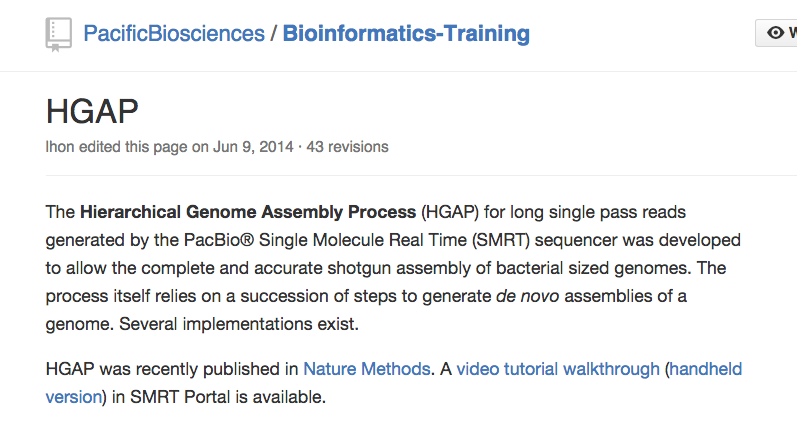 PacificBiosciences / Bioinformatics-Training
W
HGAP
lhon edited this page on Jun 9, 2014 · 43 revisions
The Hierarchical Genome Assembly Process (HGAP) for long single pass reads
generated by the PacBio® Single Molecule Real Time (SMRT) sequencer was developed
to allow the complete and accurate shotgun assembly of bacterial sized genomes. The
process itself relies on a succession of steps to generate de novo assemblies of a
genome. Several implementations exist.
HGAP was recently published in Nature Methods. A video tutorial walkthrough (handheld
version) in SMRT Portal is available.